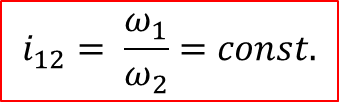 i₁₂ = ω₁/ω₂ = const.